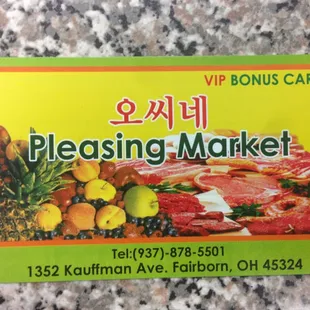 VIP BONUS CAR
오씨네
Pleasing Market
Tel:(937)-878-5501
1352 Kauffman Ave. Fairborn, OH 45324